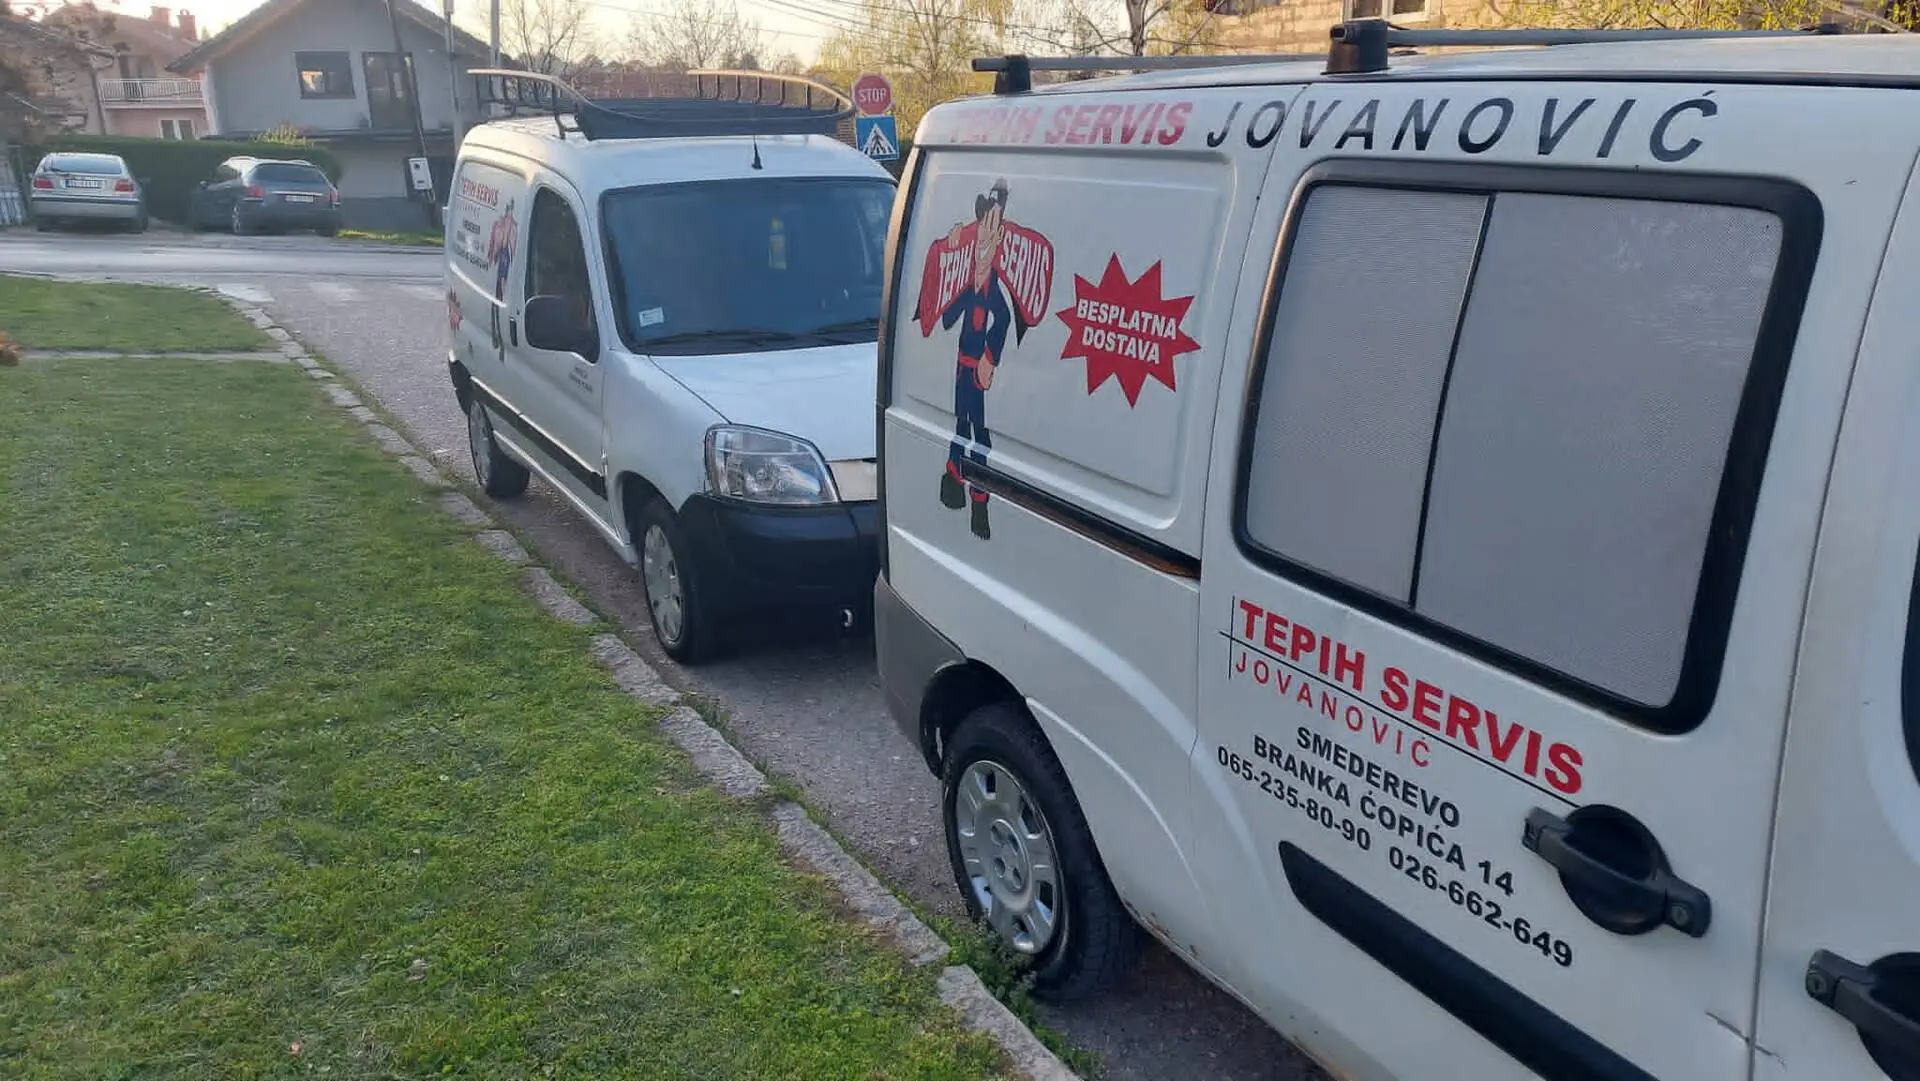 TEPIH SERVIS JOVANOVIĆ
TEPIH SERVIS
BESPLATNA
DOSTAVA
TEPIH SERVIS
JOVANOVIĆ
SMEDEREVO
BRANKA ĆOPIĆA 14
065-235-80-90 026-662-649
STOP
TEPIH SERVIS